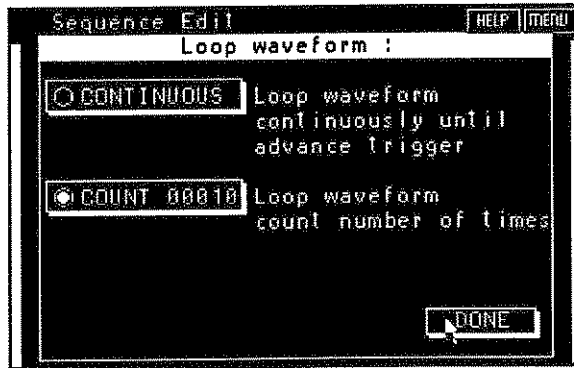 Sequence Edit HELP MENU
Loop waveform :
CONTINUOUS Loop waveform
continuously until
advance trigger
COUNT 00010 Loop waveform
count number of times
DONE